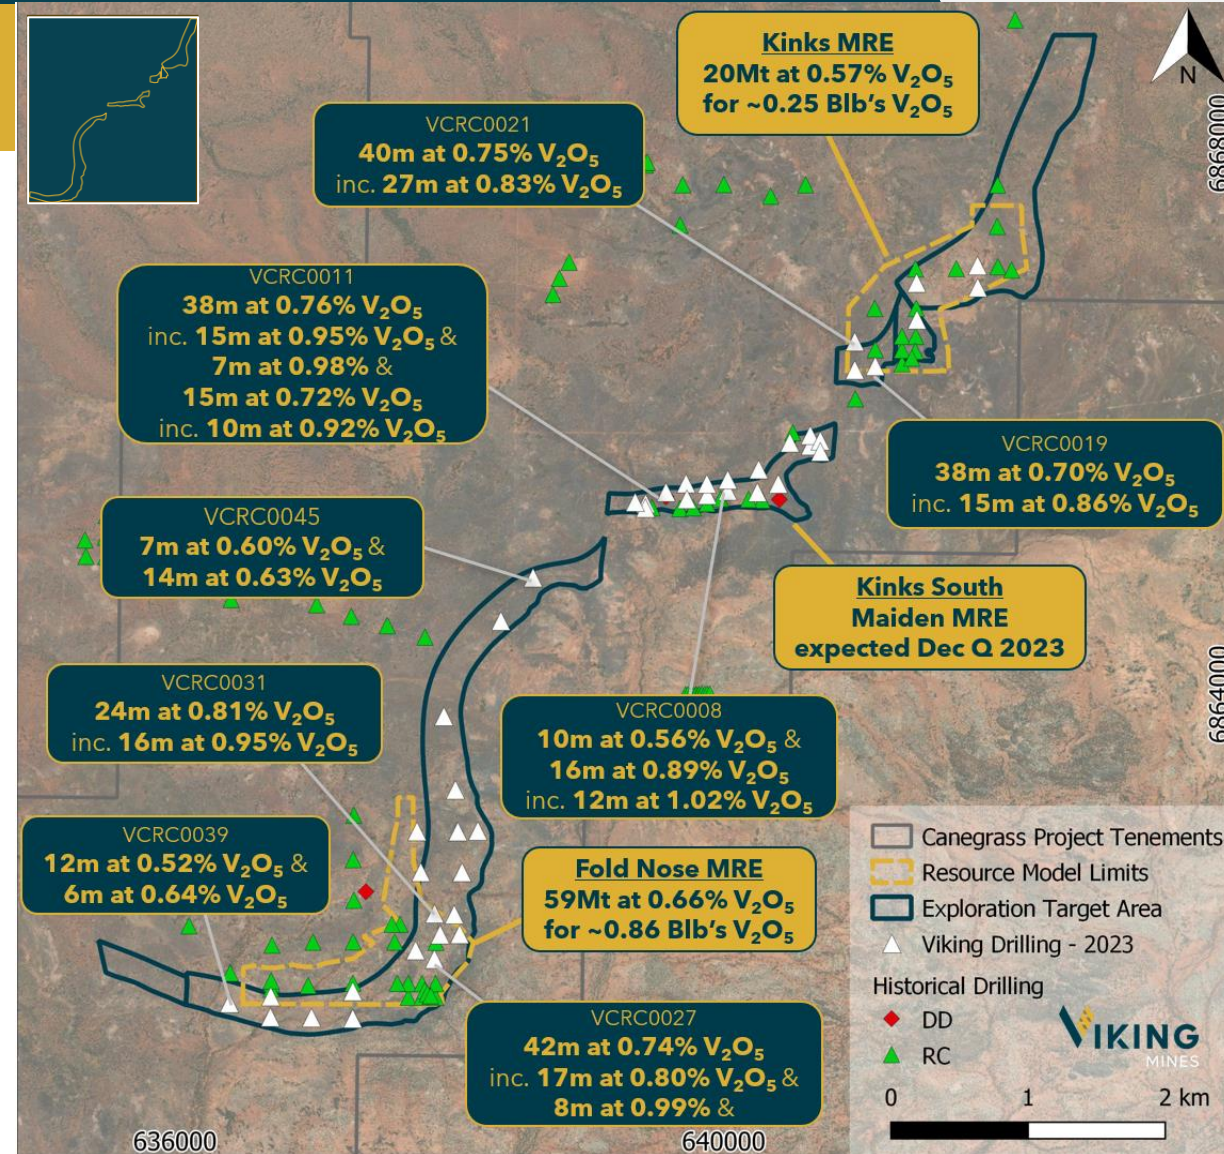 Kinks MRE
20Mt at 0.57% V₂O₅
for ~0.25 Blb's V₂O₅
N
6868000
VCRC0021
40m at 0.75% V₂O₅
inc. 27m at 0.83% V₂O₅
VCRC0011
38m at 0.76% V₂O₅
inc. 15m at 0.95% V₂O₅ &
7m at 0.98% &
15m at 0.72% V₂O₅
inc. 10m at 0.92% V₂O₅
VCRC0019
38m at 0.70% V₂O₅
inc. 15m at 0.86% V₂O₅
VCRC0045
7m at 0.60% V₂O₅ &
14m at 0.63% V₂O₅
Kinks South
Maiden MRE
expected Dec Q 2023
6864000
VCRC0031
24m at 0.81% V₂O₅
inc. 16m at 0.95% V₂O₅
VCRC0008
10m at 0.56% V₂O₅ &
16m at 0.89% V₂O₅
inc. 12m at 1.02% V₂O₅
VCRC0039
12m at 0.52% V₂O₅ &
6m at 0.64% V₂O₅
Fold Nose MRE
59Mt at 0.66% V₂O₅
for ~0.86 Blb's V₂O₅
VCRC0027
42m at 0.74% V₂O₅
inc. 17m at 0.80% V₂O₅ &
8m at 0.99% &
Canegrass Project Tenements
Resource Model Limits
Exploration Target Area
Viking Drilling - 2023
Historical Drilling
DD
RC
VIKING
MINES
0 1 2 km
636000
640000